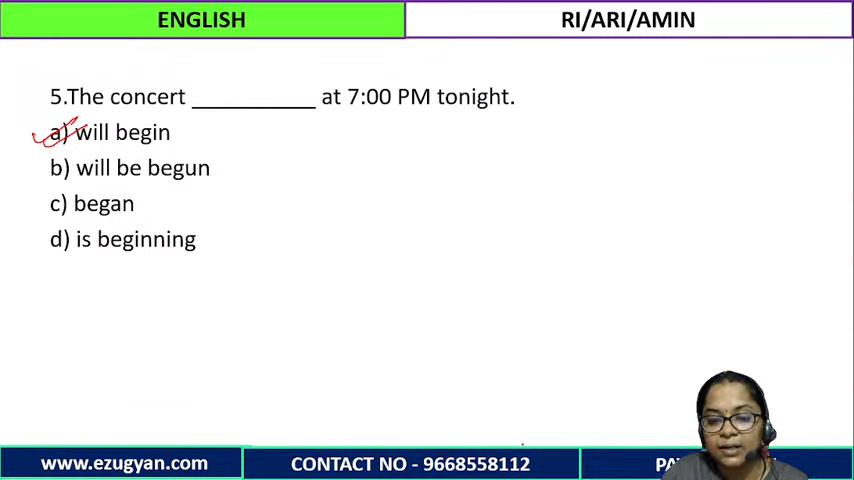 ENGLISH
RI/ARI/AMIN
5.The concert __________ at 7:00 PM tonight.
a) will begin
b) will be begun
c) began
d) is beginning
www.ezugyan.com
CONTACT NO - 9668558112